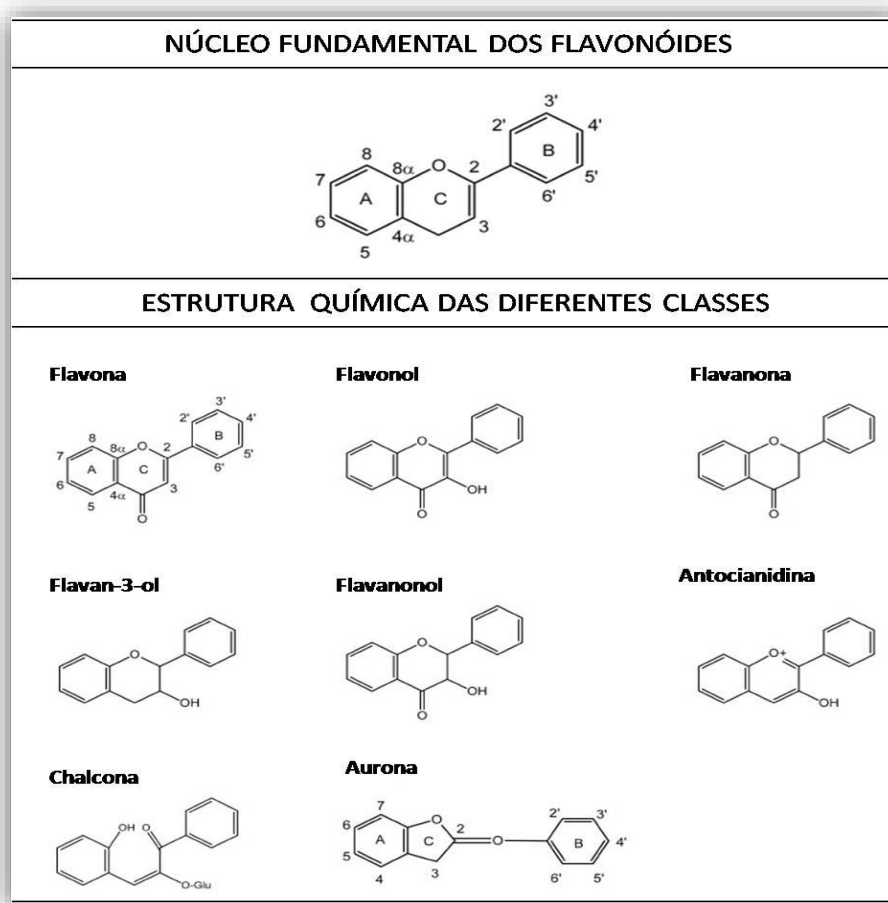 NÚCLEO FUNDAMENTAL DOS FLAVONÓIDES
3'
2' 4'
8 B
8α O 2
7 5'
A C 6'
6 3
4α
5
ESTRUTURA QUÍMICA DAS DIFERENTES CLASSES
Flavona Flavonol Flavanona
3'
2' 4'
8 B
8α O 2 5'
7 6'
A C
6 3
4α
5
O
O
OH
O
O
O
Flavan-3-ol Flavanonol Antocianidina
O
OH
O
OH
O
O+
OH
Chalcona Aurona
OH O
O-Glu
7 2' 3'
6 O
A C 2 O B 4'
5
4 3 6' 5'